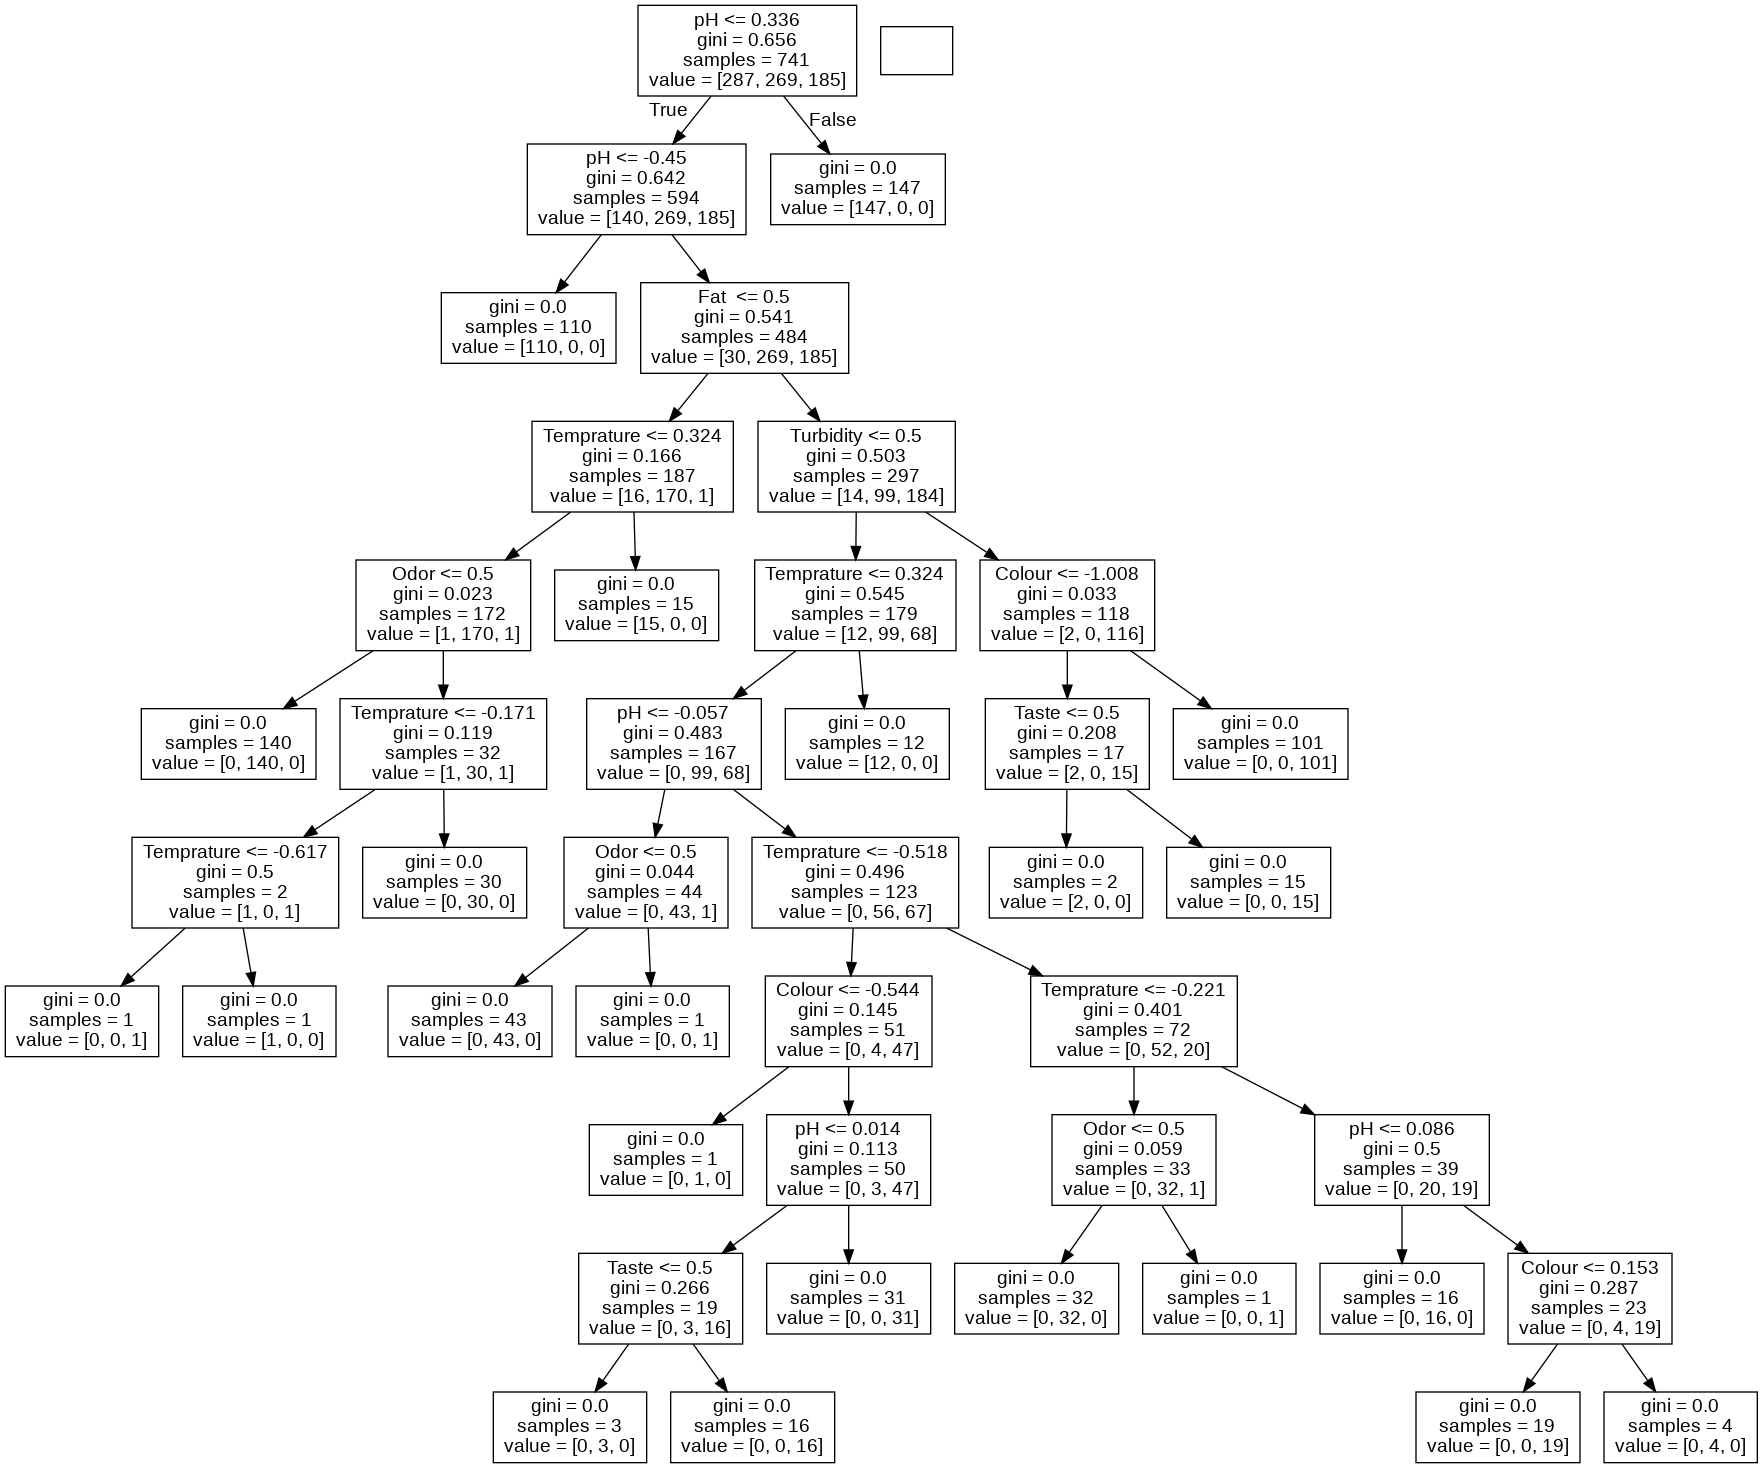 pH <= 0.336
gini = 0.656
samples = 741
value = [287, 269, 185]
True
False
pH <= -0.45
gini = 0.642
samples = 594
value = [140, 269, 185]
gini = 0.0
samples = 147
value = [147, 0, 0]
gini = 0.0
samples = 110
value = [110, 0, 0]
Fat  <= 0.5
gini = 0.541
samples = 484
value = [30, 269, 185]
Temprature <= 0.324
gini = 0.166
samples = 187
value = [16, 170, 1]
Turbidity <= 0.5
gini = 0.503
samples = 297
value = [14, 99, 184]
Odor <= 0.5
gini = 0.023
samples = 172
value = [1, 170, 1]
gini = 0.0
samples = 15
value = [15, 0, 0]
Temprature <= 0.324
gini = 0.545
samples = 179
value = [12, 99, 68]
Colour <= -1.008
gini = 0.033
samples = 118
value = [2, 0, 116]
gini = 0.0
samples = 140
value = [0, 140, 0]
Temprature <= -0.171
gini = 0.119
samples = 32
value = [1, 30, 1]
pH <= -0.057
gini = 0.483
samples = 167
value = [0, 99, 68]
gini = 0.0
samples = 12
value = [12, 0, 0]
Taste <= 0.5
gini = 0.208
samples = 17
value = [2, 0, 15]
gini = 0.0
samples = 101
value = [0, 0, 101]
Temprature <= -0.617
gini = 0.5
samples = 2
value = [1, 0, 1]
gini = 0.0
samples = 30
value = [0, 30, 0]
Odor <= 0.5
gini = 0.044
samples = 44
value = [0, 43, 1]
Temprature <= -0.518
gini = 0.496
samples = 123
value = [0, 56, 67]
gini = 0.0
samples = 2
value = [2, 0, 0]
gini = 0.0
samples = 15
value = [0, 0, 15]
gini = 0.0
samples = 1
value = [0, 0, 1]
gini = 0.0
samples = 1
value = [1, 0, 0]
gini = 0.0
samples = 43
value = [0, 43, 0]
gini = 0.0
samples = 1
value = [0, 0, 1]
Colour <= -0.544
gini = 0.145
samples = 51
value = [0, 4, 47]
Temprature <= -0.221
gini = 0.401
samples = 72
value = [0, 52, 20]
gini = 0.0
samples = 1
value = [0, 1, 0]
pH <= 0.014
gini = 0.113
samples = 50
value = [0, 3, 47]
Odor <= 0.5
gini = 0.059
samples = 33
value = [0, 32, 1]
pH <= 0.086
gini = 0.5
samples = 39
value = [0, 20, 19]
Taste <= 0.5
gini = 0.266
samples = 19
value = [0, 3, 16]
gini = 0.0
samples = 31
value = [0, 0, 31]
gini = 0.0
samples = 32
value = [0, 32, 0]
gini = 0.0
samples = 1
value = [0, 0, 1]
gini = 0.0
samples = 16
value = [0, 16, 0]
Colour <= 0.153
gini = 0.287
samples = 23
value = [0, 4, 19]
gini = 0.0
samples = 3
value = [0, 3, 0]
gini = 0.0
samples = 16
value = [0, 0, 16]
gini = 0.0
samples = 19
value = [0, 0, 19]
gini = 0.0
samples = 4
value = [0, 4, 0]